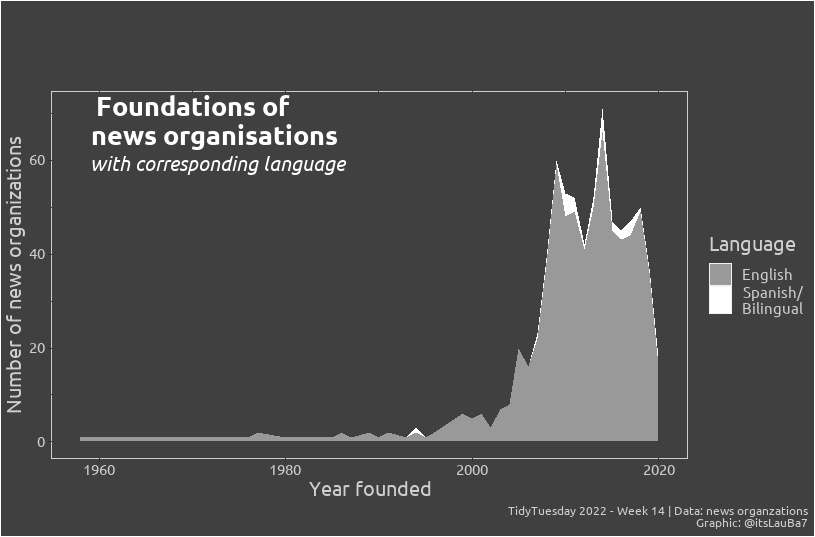 Foundations of
news organisations
with corresponding language
Number of news organizations
60
40
20
0
1960
1980
2000
2020
Year founded
Language
English
Spanish/
Bilingual
TidyTuesday 2022 - Week 14 | Data: news organzations
Graphic: @itsLauBa7